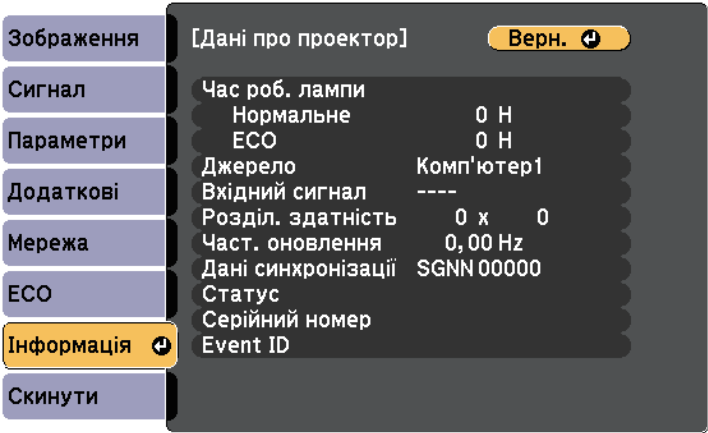 Зображення
Сигнал
Параметри
Додаткові
Мережа
ECO
Інформація
Скинути
[Дані про проектор] Верн.
Час роб. лампи
Нормальне 0 H
ECO 0 H
Джерело Комп'ютер1
Вхідний сигнал ----
Розділ. здатність 0 x 0
Част. оновлення 0,00 Hz
Дані синхронізації SGNN 00000
Статус
Серійний номер
Event ID